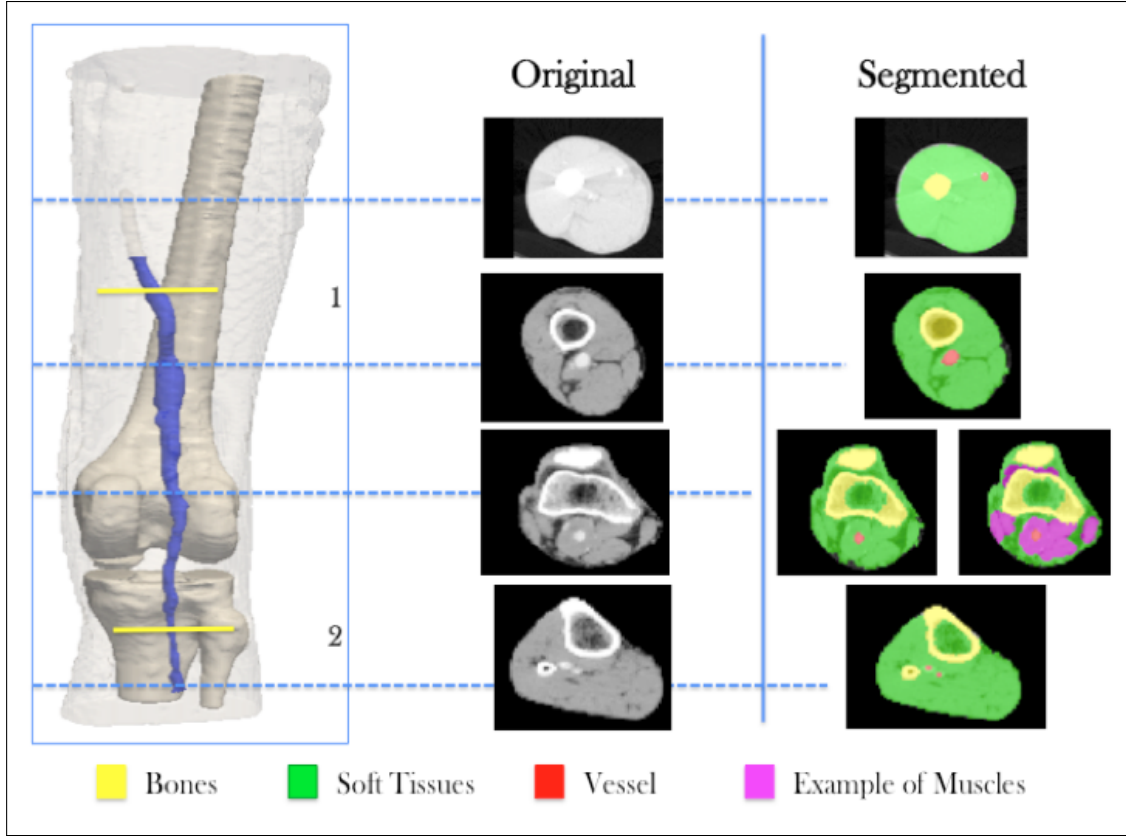 Original
Segmented
1
2
Bones
Soft Tissues
Vessel
Example of Muscles